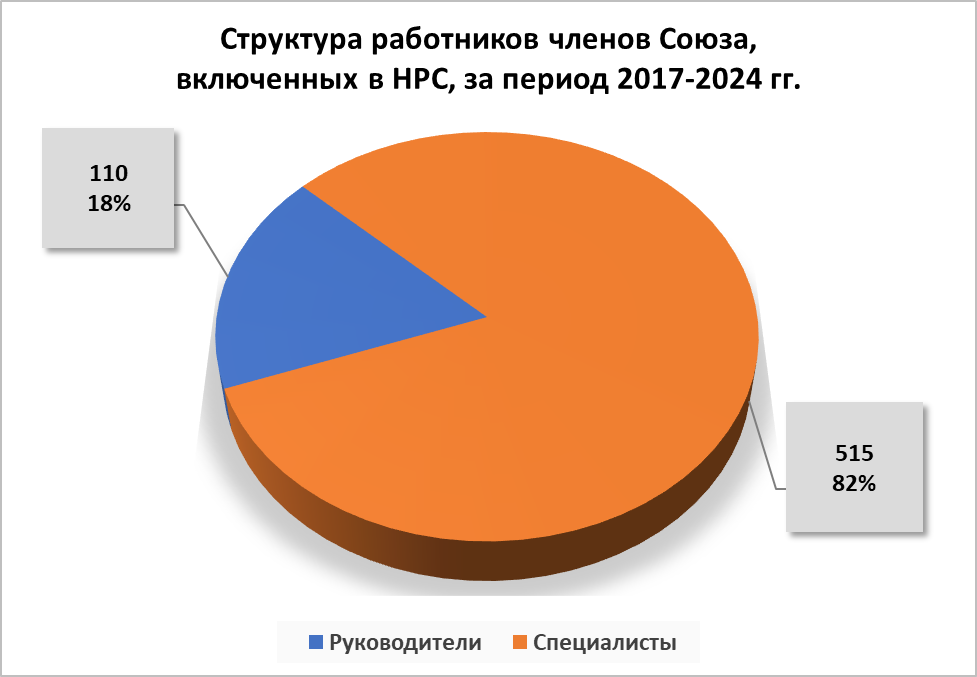 Структура работников членов Союза,
включенных в НРС, за период 2017-2024 гг.
110
18%
515
82%
Руководители
Специалисты